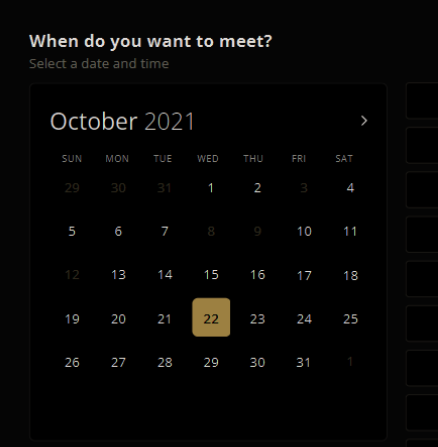 When do you want to meet?
Select a date and time
October 2021
SUN MON TUE WED THU FRI SAT
29 30 31 1 2 3 4
5 6 7 8 9 10 11
12 13 14 15 16 17 18
19 20 21 22 23 24 25
26 27 28 29 30 31 1